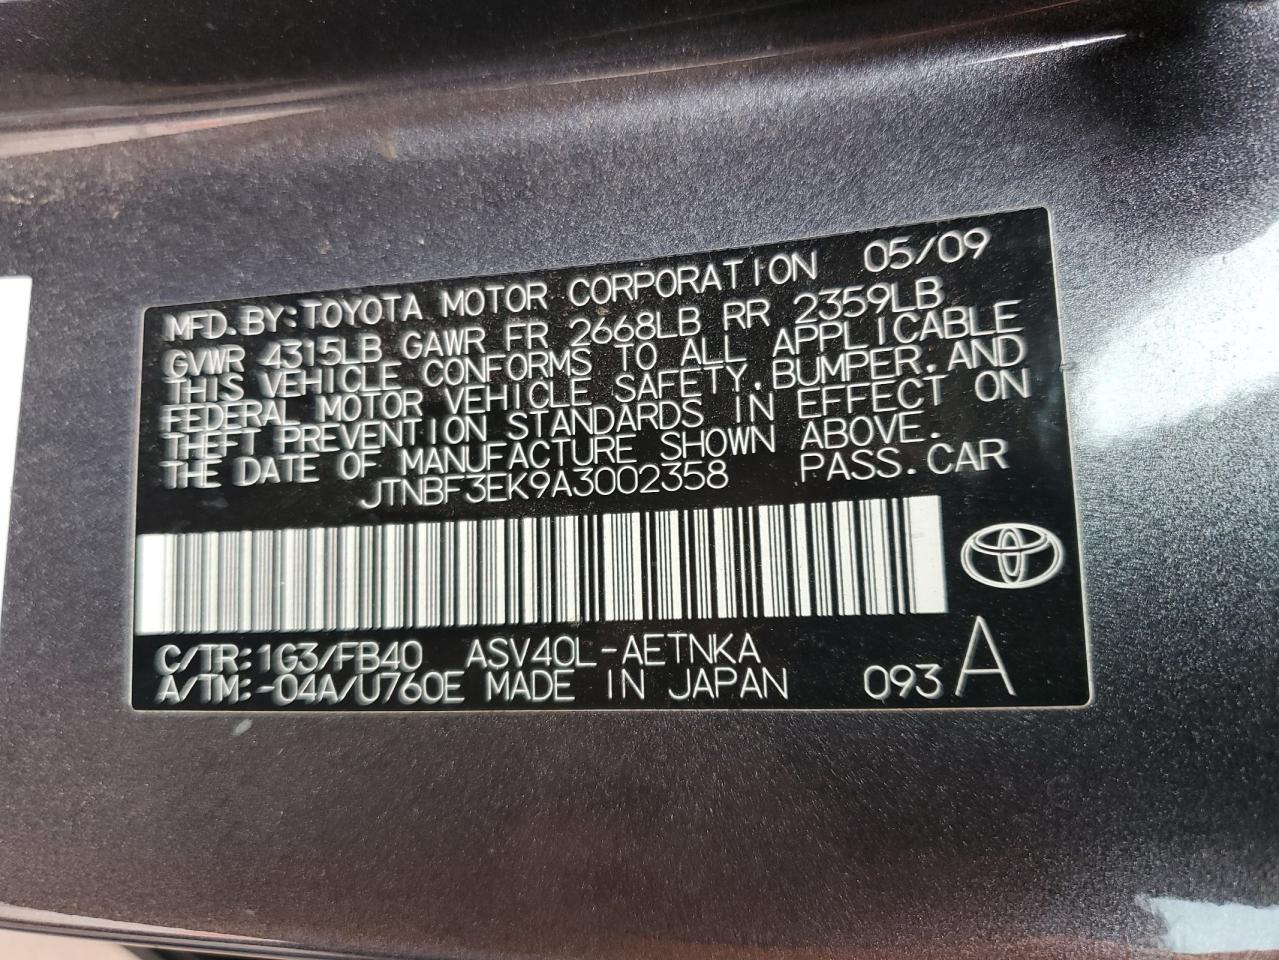 MFD.BY:TOYOTA MOTOR CORPORATION 05/09
GVWR 4315LB GAWR FR 2668LB RR 2359LB
THIS VEHICLE CONFORMS TO ALL APPLICABLE
FEDERAL MOTOR VEHICLE SAFETY,BUMPER,AND
THEFT PREVENTION STANDARDS IN EFFECT ON
THE DATE OF MANUFACTURE SHOWN ABOVE.
JTNBF3EK9A3002358 PASS.CAR
C/TR:1G3/FB40 ASV40L-AETNKA
A/TM:-04A/U760E MADE IN JAPAN 093 A